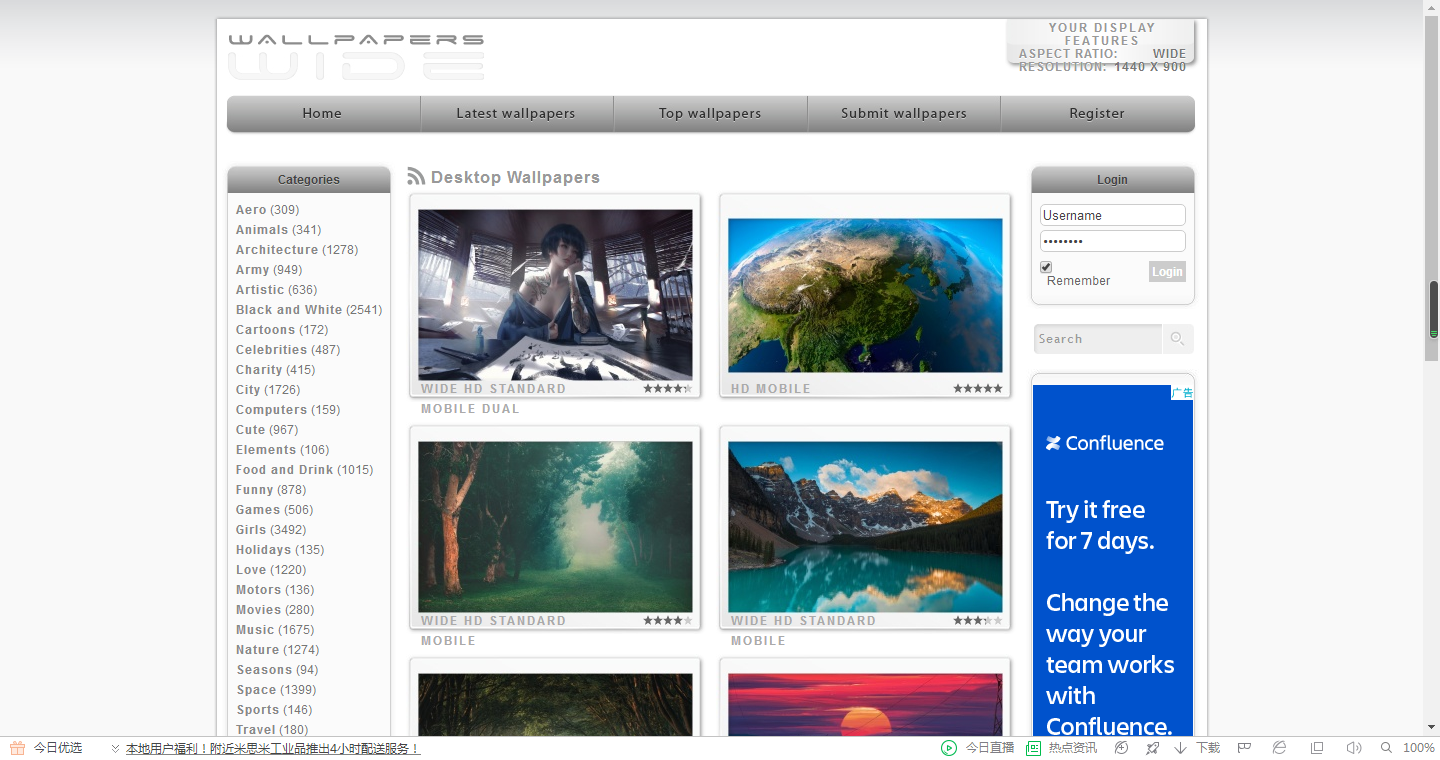 WALLPAPERS
WIDE
YOUR DISPLAY
FEATURES
ASPECT RATIO: WIDE
RESOLUTION: 1440 X 900
Home
Latest wallpapers
Top wallpapers
Submit wallpapers
Register
Categories
Aero (309)
Animals (341)
Architecture (1278)
Army (949)
Artistic (636)
Black and White (2541)
Cartoons (172)
Celebrities (487)
Charity (415)
City (1726)
Computers (159)
Cute (967)
Elements (106)
Food and Drink (1015)
Funny (878)
Games (506)
Girls (3492)
Holidays (135)
Love (1220)
Motors (136)
Movies (280)
Music (1675)
Nature (1274)
Seasons (94)
Space (1399)
Sports (146)
Travel (180)
Desktop Wallpapers
WIDE HD STANDARD
MOBILE DUAL
HD MOBILE
WIDE HD STANDARD
MOBILE
WIDE HD STANDARD
MOBILE
Login
Username
••••••••
Remember
Login
Search
广告
Confluence
Try it free
for 7 days.
Change the
way your
team works
with
Confluence.
今日优选
本地用户福利！附近米思米工业品推出4小时配送服务！
今日直播
热点资讯
下载
100%